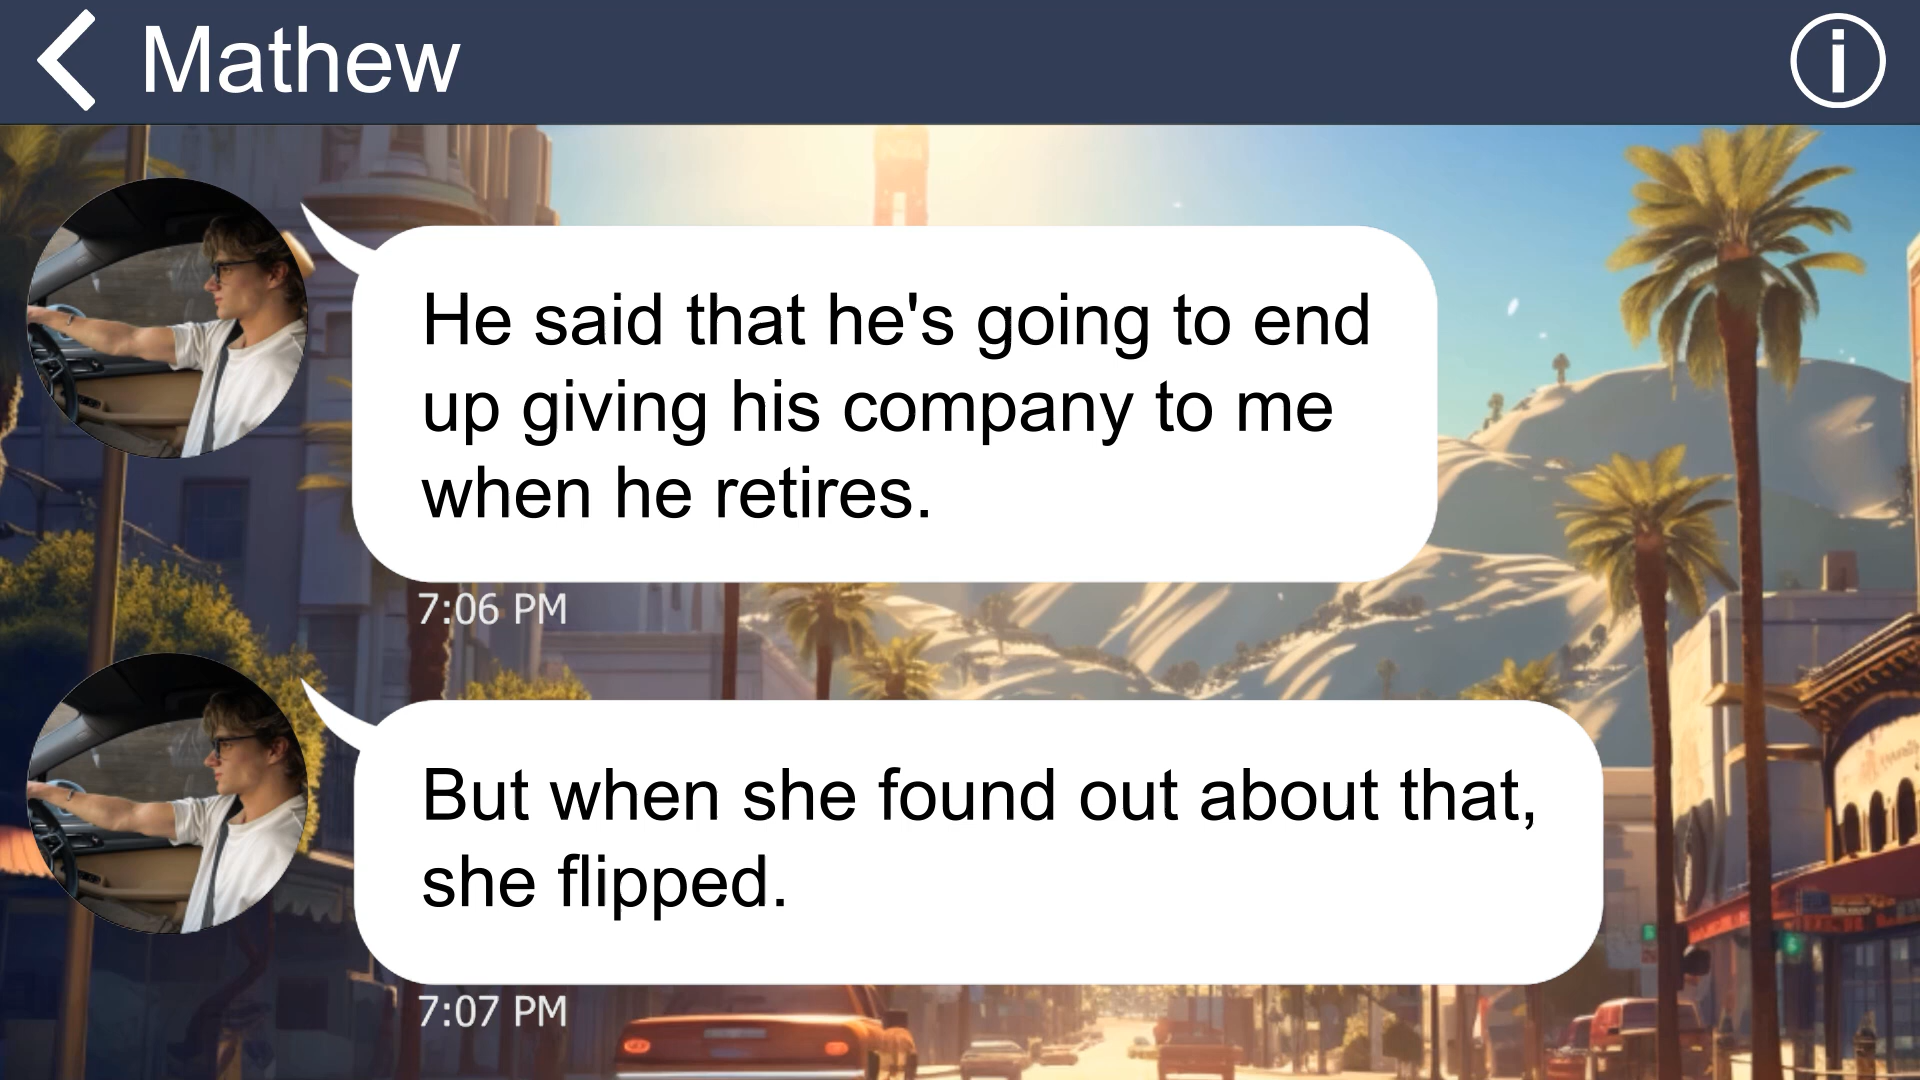 Mathew
He said that he's going to end
up giving his company to me
when he retires.
7:06 PM
But when she found out about that,
she flipped.
7:07 PM